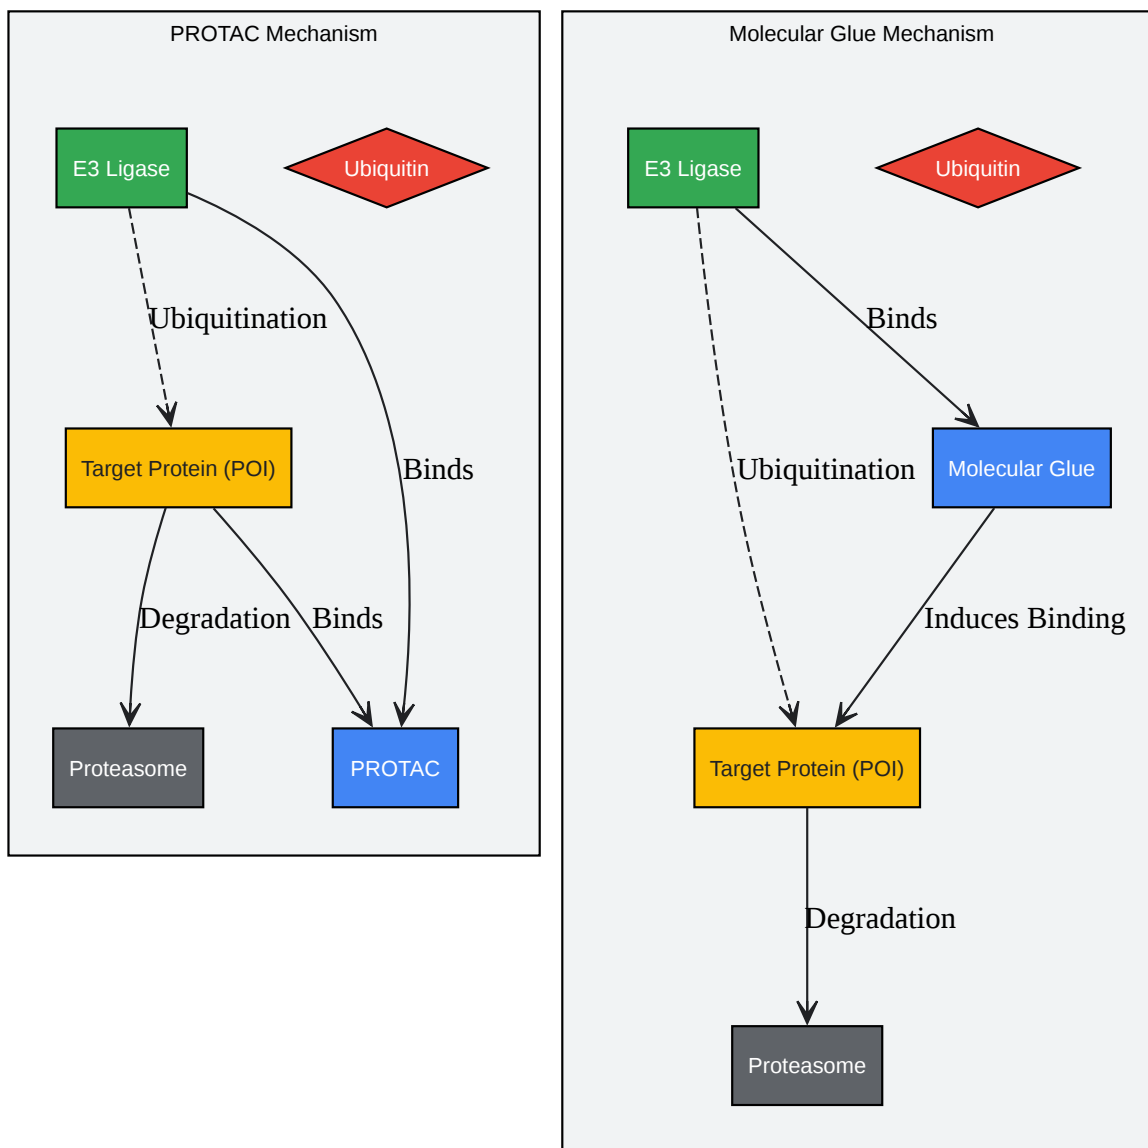 PROTAC Mechanism
E3 Ligase
Ubiquitin
Ubiquitination
Target Protein (POI)
Binds
Degradation
Binds
Proteasome
PROTAC
Molecular Glue Mechanism
E3 Ligase
Ubiquitin
Binds
Ubiquitination
Molecular Glue
Induces Binding
Target Protein (POI)
Degradation
Proteasome